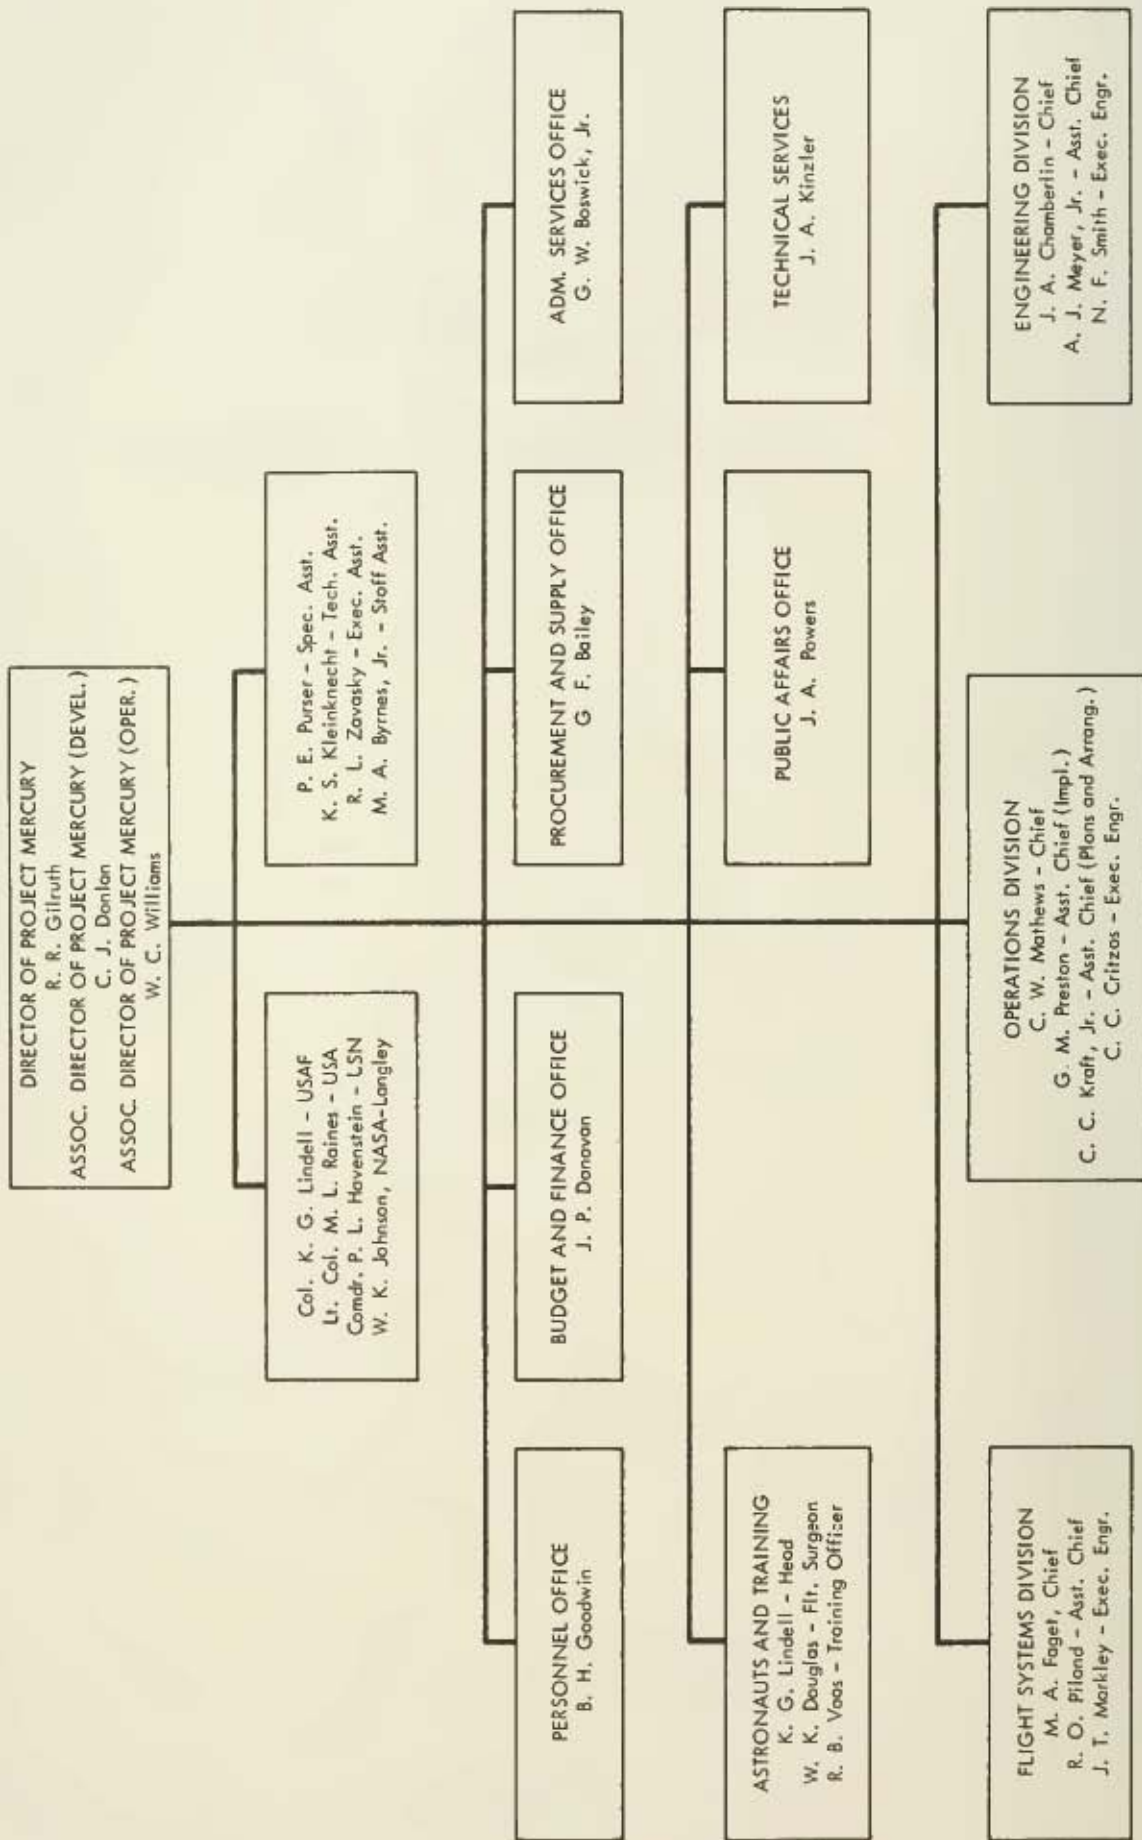 DIRECTOR OF PROJECT MERCURY
R. R. Gilruth
ASSOC. DIRECTOR OF PROJECT MERCURY (DEVEL.)
C. J. Donlan
ASSOC. DIRECTOR OF PROJECT MERCURY (OPER.)
W. C. Williams
Col. K. G. Lindell - USAF
Lt. Col. M. L. Raines - USA
Comdr. P. L. Havenstein - LSN
W. K. Johnson, NASA-Langley
P. E. Purser - Spec. Asst.
K. S. Kleinknecht - Tech. Asst.
R. L. Zavasky - Exec. Asst.
M. A. Byrnes, Jr. - Staff Asst.
PERSONNEL OFFICE
B. H. Goodwin
BUDGET AND FINANCE OFFICE
J. P. Donovan
PROCUREMENT AND SUPPLY OFFICE
G F. Bailey
ADM. SERVICES OFFICE
G. W. Boswick, Jr.
ASTRONAUTS AND TRAINING
K. G. Lindell - Head
W. K. Douglas - Flt. Surgeon
R. B. Voas - Training Officer
PUBLIC AFFAIRS OFFICE
J. A. Powers
TECHNICAL SERVICES
J. A. Kinzler
FLIGHT SYSTEMS DIVISION
M. A. Faget, Chief
R. O. Piland - Asst. Chief
J. T. Markley - Exec. Engr.
OPERATIONS DIVISION
C. W. Mathews - Chief
G. M. Preston - Asst. Chief (Impl.)
C. C. Kraft, Jr. - Asst. Chief (Plans and Arrang.)
C. C. Critzos - Exec. Engr.
ENGINEERING DIVISION
J. A. Chamberlin - Chief
A. J. Meyer, Jr. - Asst. Chief
N. F. Smith - Exec. Engr.